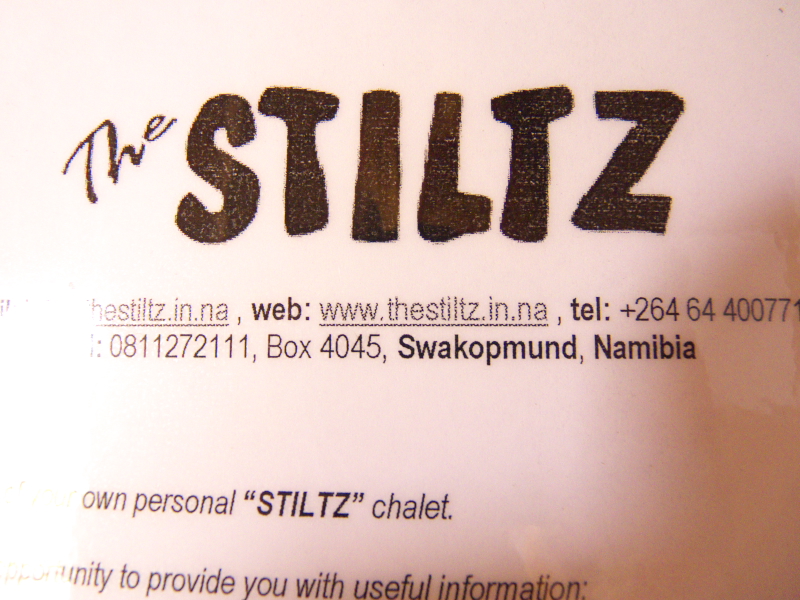 The STILTZ
thestiltz.in.na , web: www.thestiltz.in.na , tel: +264 64 400771
: 0811272111, Box 4045, Swakopmund, Namibia
own personal “STILTZ” chalet.
to provide you with useful information: